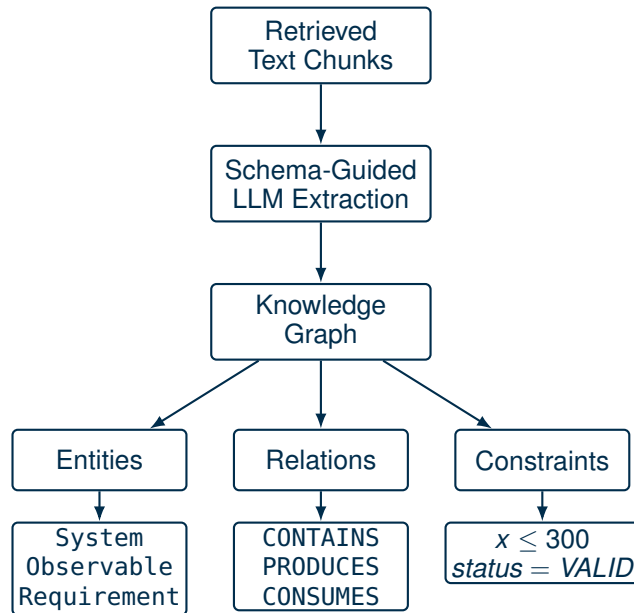 Retrieved
Text Chunks
Schema-Guided
LLM Extraction
Knowledge
Graph
Entities
Relations
Constraints
System
Observable
Requirement
CONTAINS
PRODUCES
CONSUMES
x ≤ 300
status = VALID